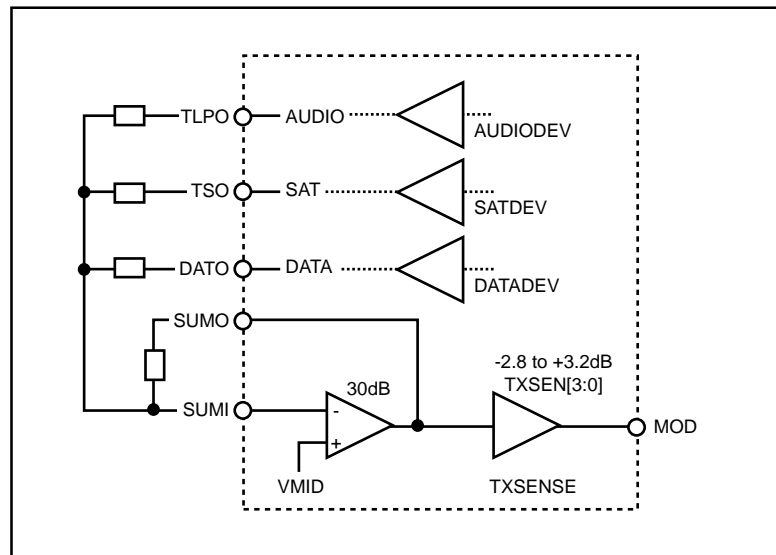 TLPO AUDIO AUDIODEV
TSO SAT SATDEV
DATO DATA DATADEV
SUMO
-2.8 to +3.2dB
TXSEN[3:0]
30dB
SUMI - MOD
+
VMID TXSENSE